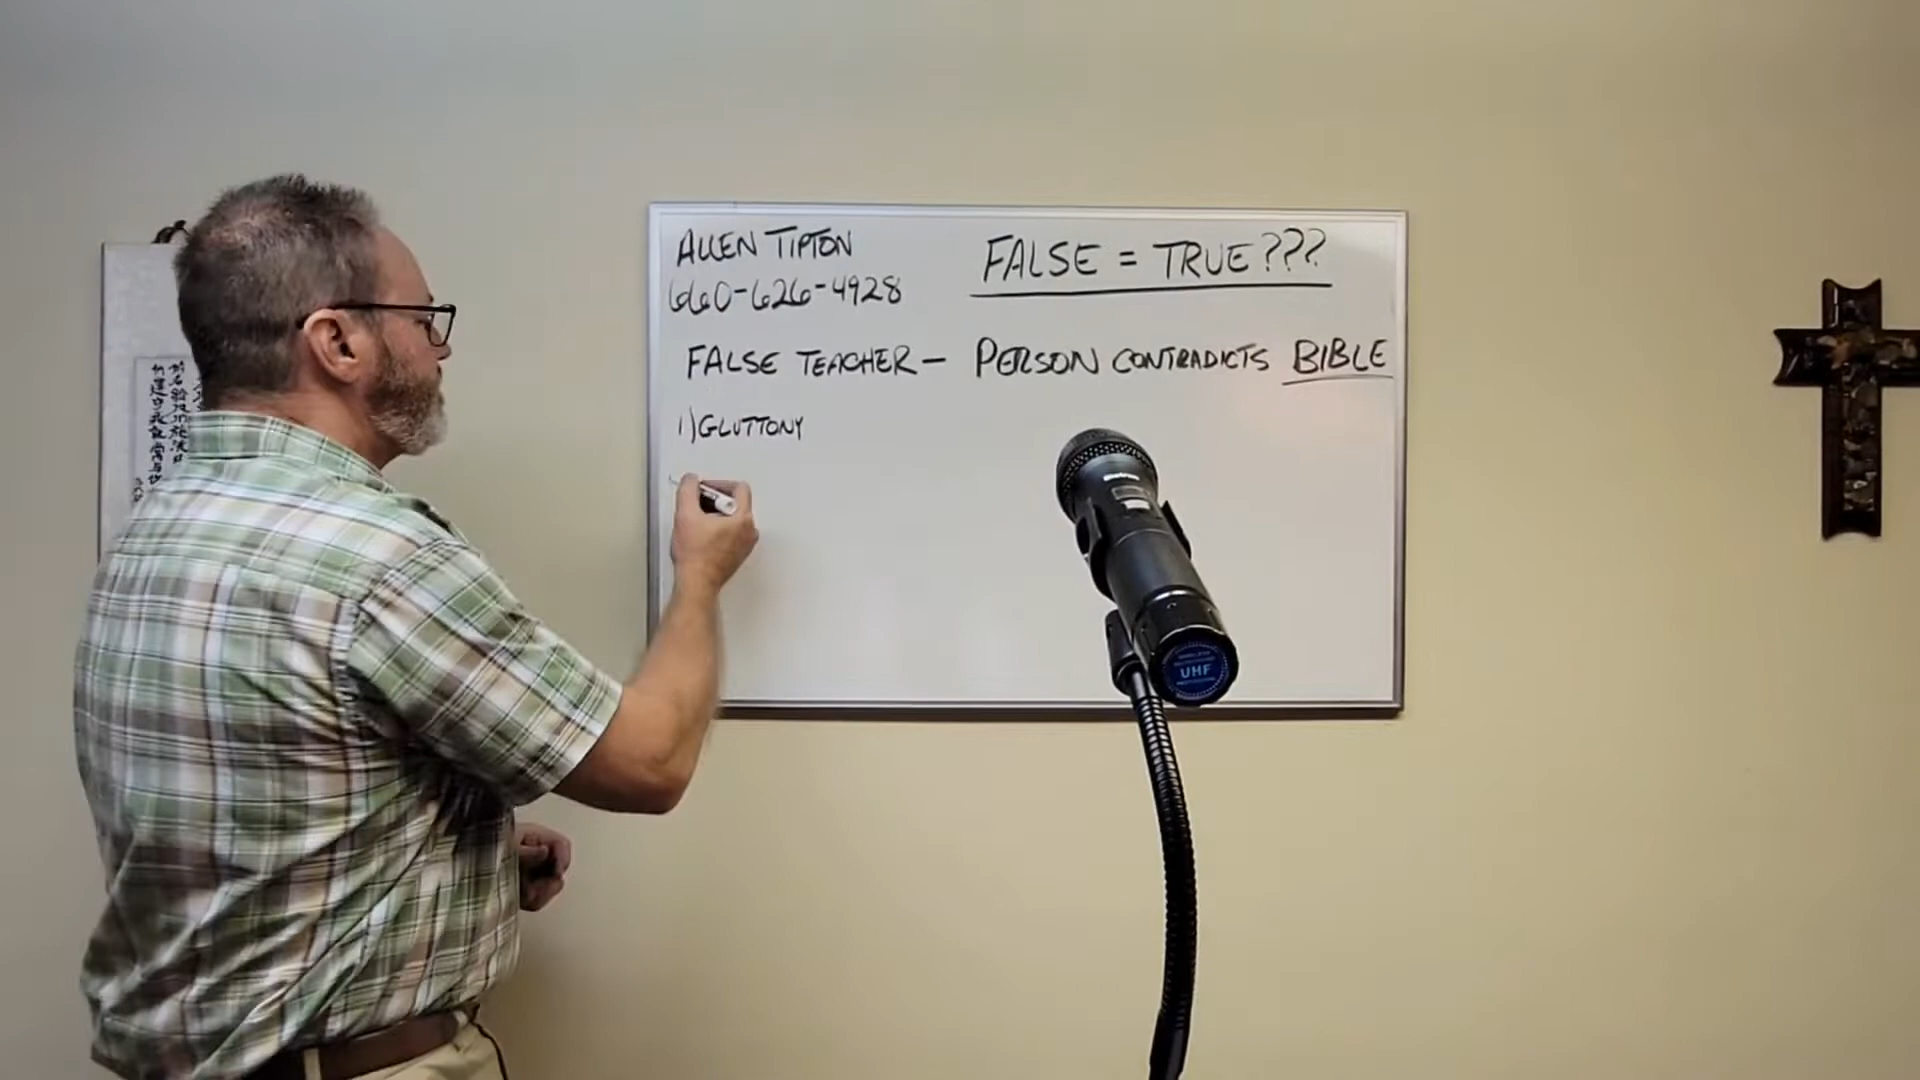 ALLEN TIPTON
660-626-4928
FALSE = TRUE???
FALSE TEACHER – PERSON CONTRADICTS BIBLE
1) GLUTTONY
UHF